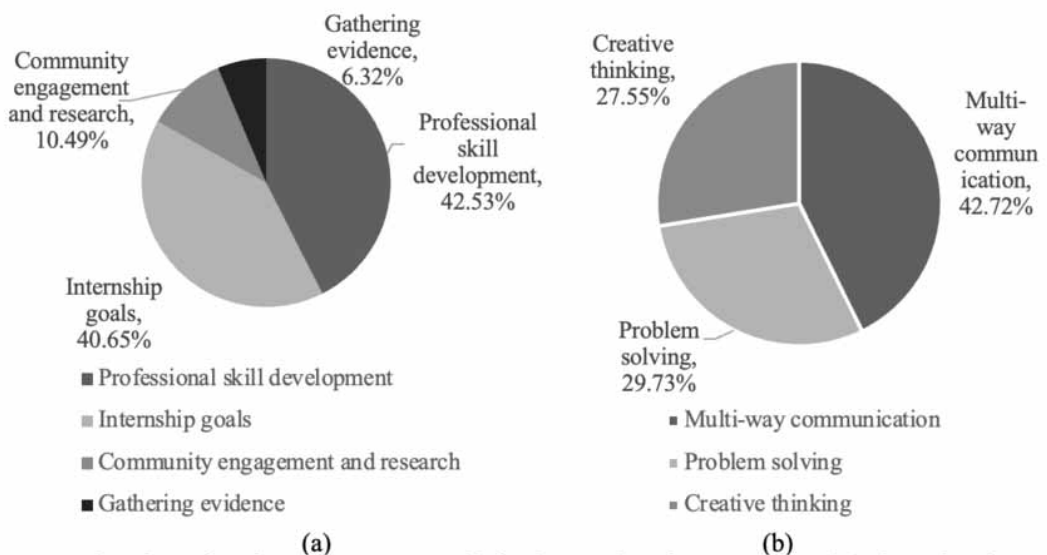 Gathering
evidence,
6.32%
Community
engagement
and research,
10.49%
Professional
skill
development,
42.53%
Internship
goals,
40.65%
■ Professional skill development
■ Internship goals
■ Community engagement and research
■ Gathering evidence
(a)
Creative
thinking,
27.55%
Multi-
way
commun
ication,
42.72%
Problem
solving,
29.73%
■ Multi-way communication
■ Problem solving
■ Creative thinking
(b)